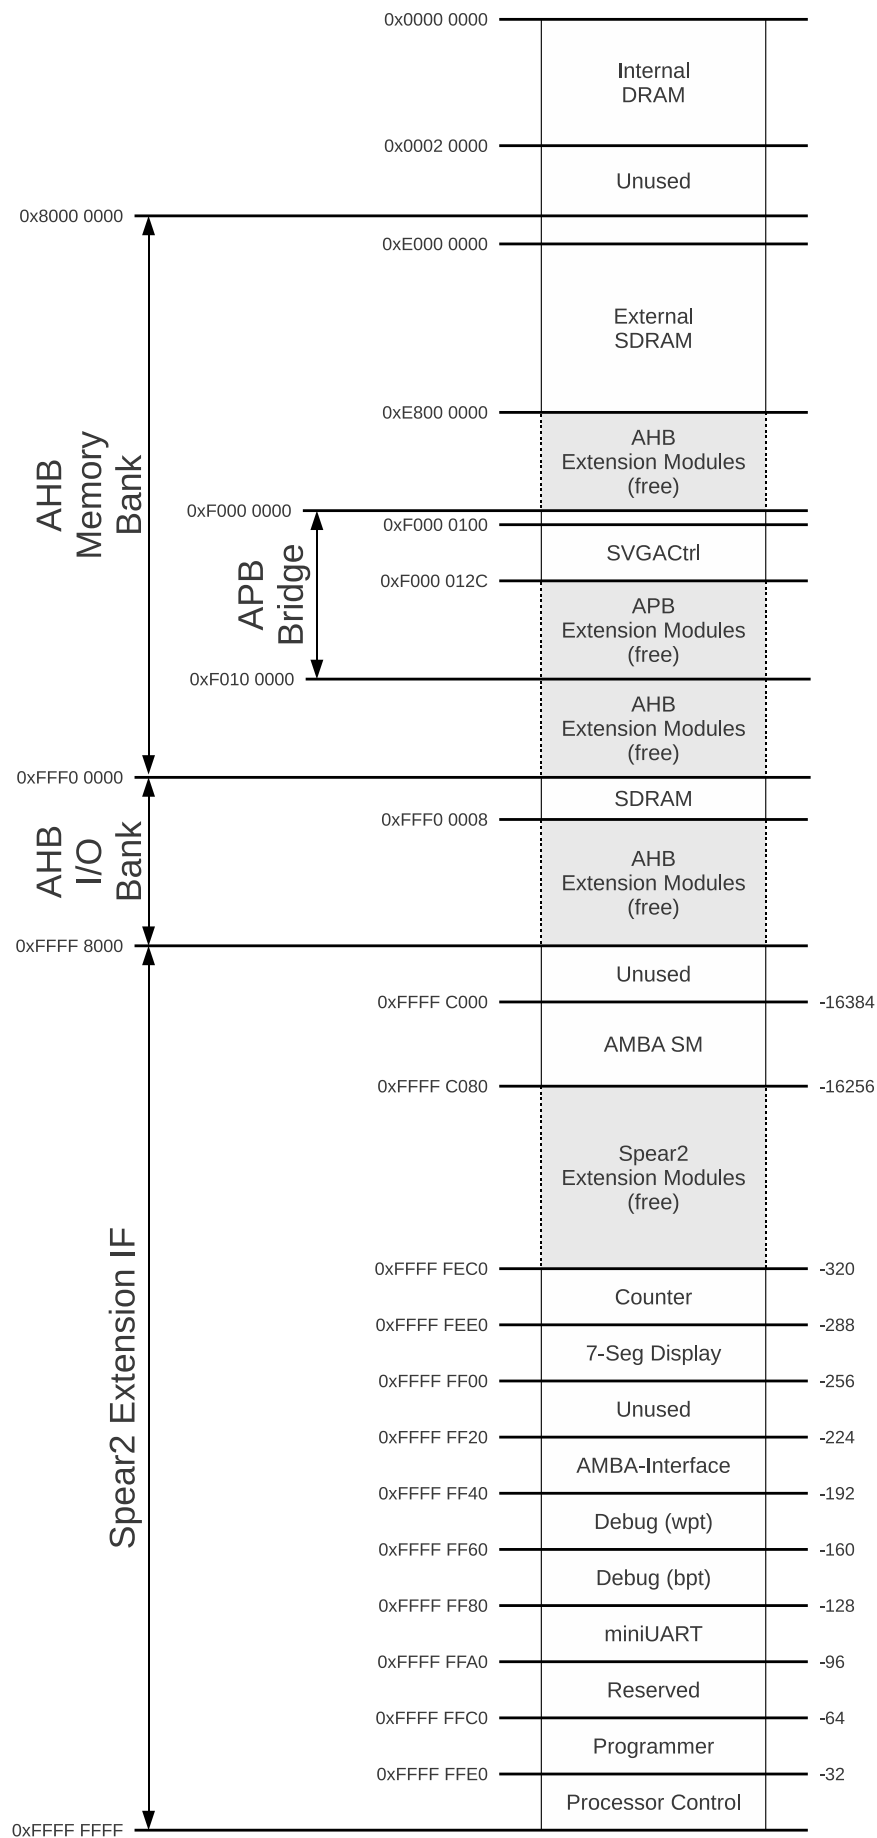 0x0000 0000
Internal
DRAM
0x0002 0000
Unused
0x8000 0000
0xE000 0000
External
SDRAM
0xE800 0000
AHB
Extension Modules
(free)
AHB
Memory
Bank
0xF000 0000
0xF000 0100
SVGACtrl
0xF000 012C
APB
Bridge
APB
Extension Modules
(free)
0xF010 0000
AHB
Extension Modules
(free)
0xFFF0 0000
SDRAM
0xFFF0 0008
AHB
I/O
Bank
AHB
Extension Modules
(free)
0xFFFF 8000
Unused
0xFFFF C000 -16384
AMBA SM
0xFFFF C080 -16256
Spear2
Extension Modules
(free)
0xFFFF FEC0 -320
Counter
0xFFFF FEE0 -288
7-Seg Display
0xFFFF FF00 -256
Spear2 Extension IF
Unused
0xFFFF FF20 -224
AMBA-Interface
0xFFFF FF40 -192
Debug (wpt)
0xFFFF FF60 -160
Debug (bpt)
0xFFFF FF80 -128
miniUART
0xFFFF FFA0 -96
Reserved
0xFFFF FFC0 -64
Programmer
0xFFFF FFE0 -32
Processor Control
0xFFFF FFFF